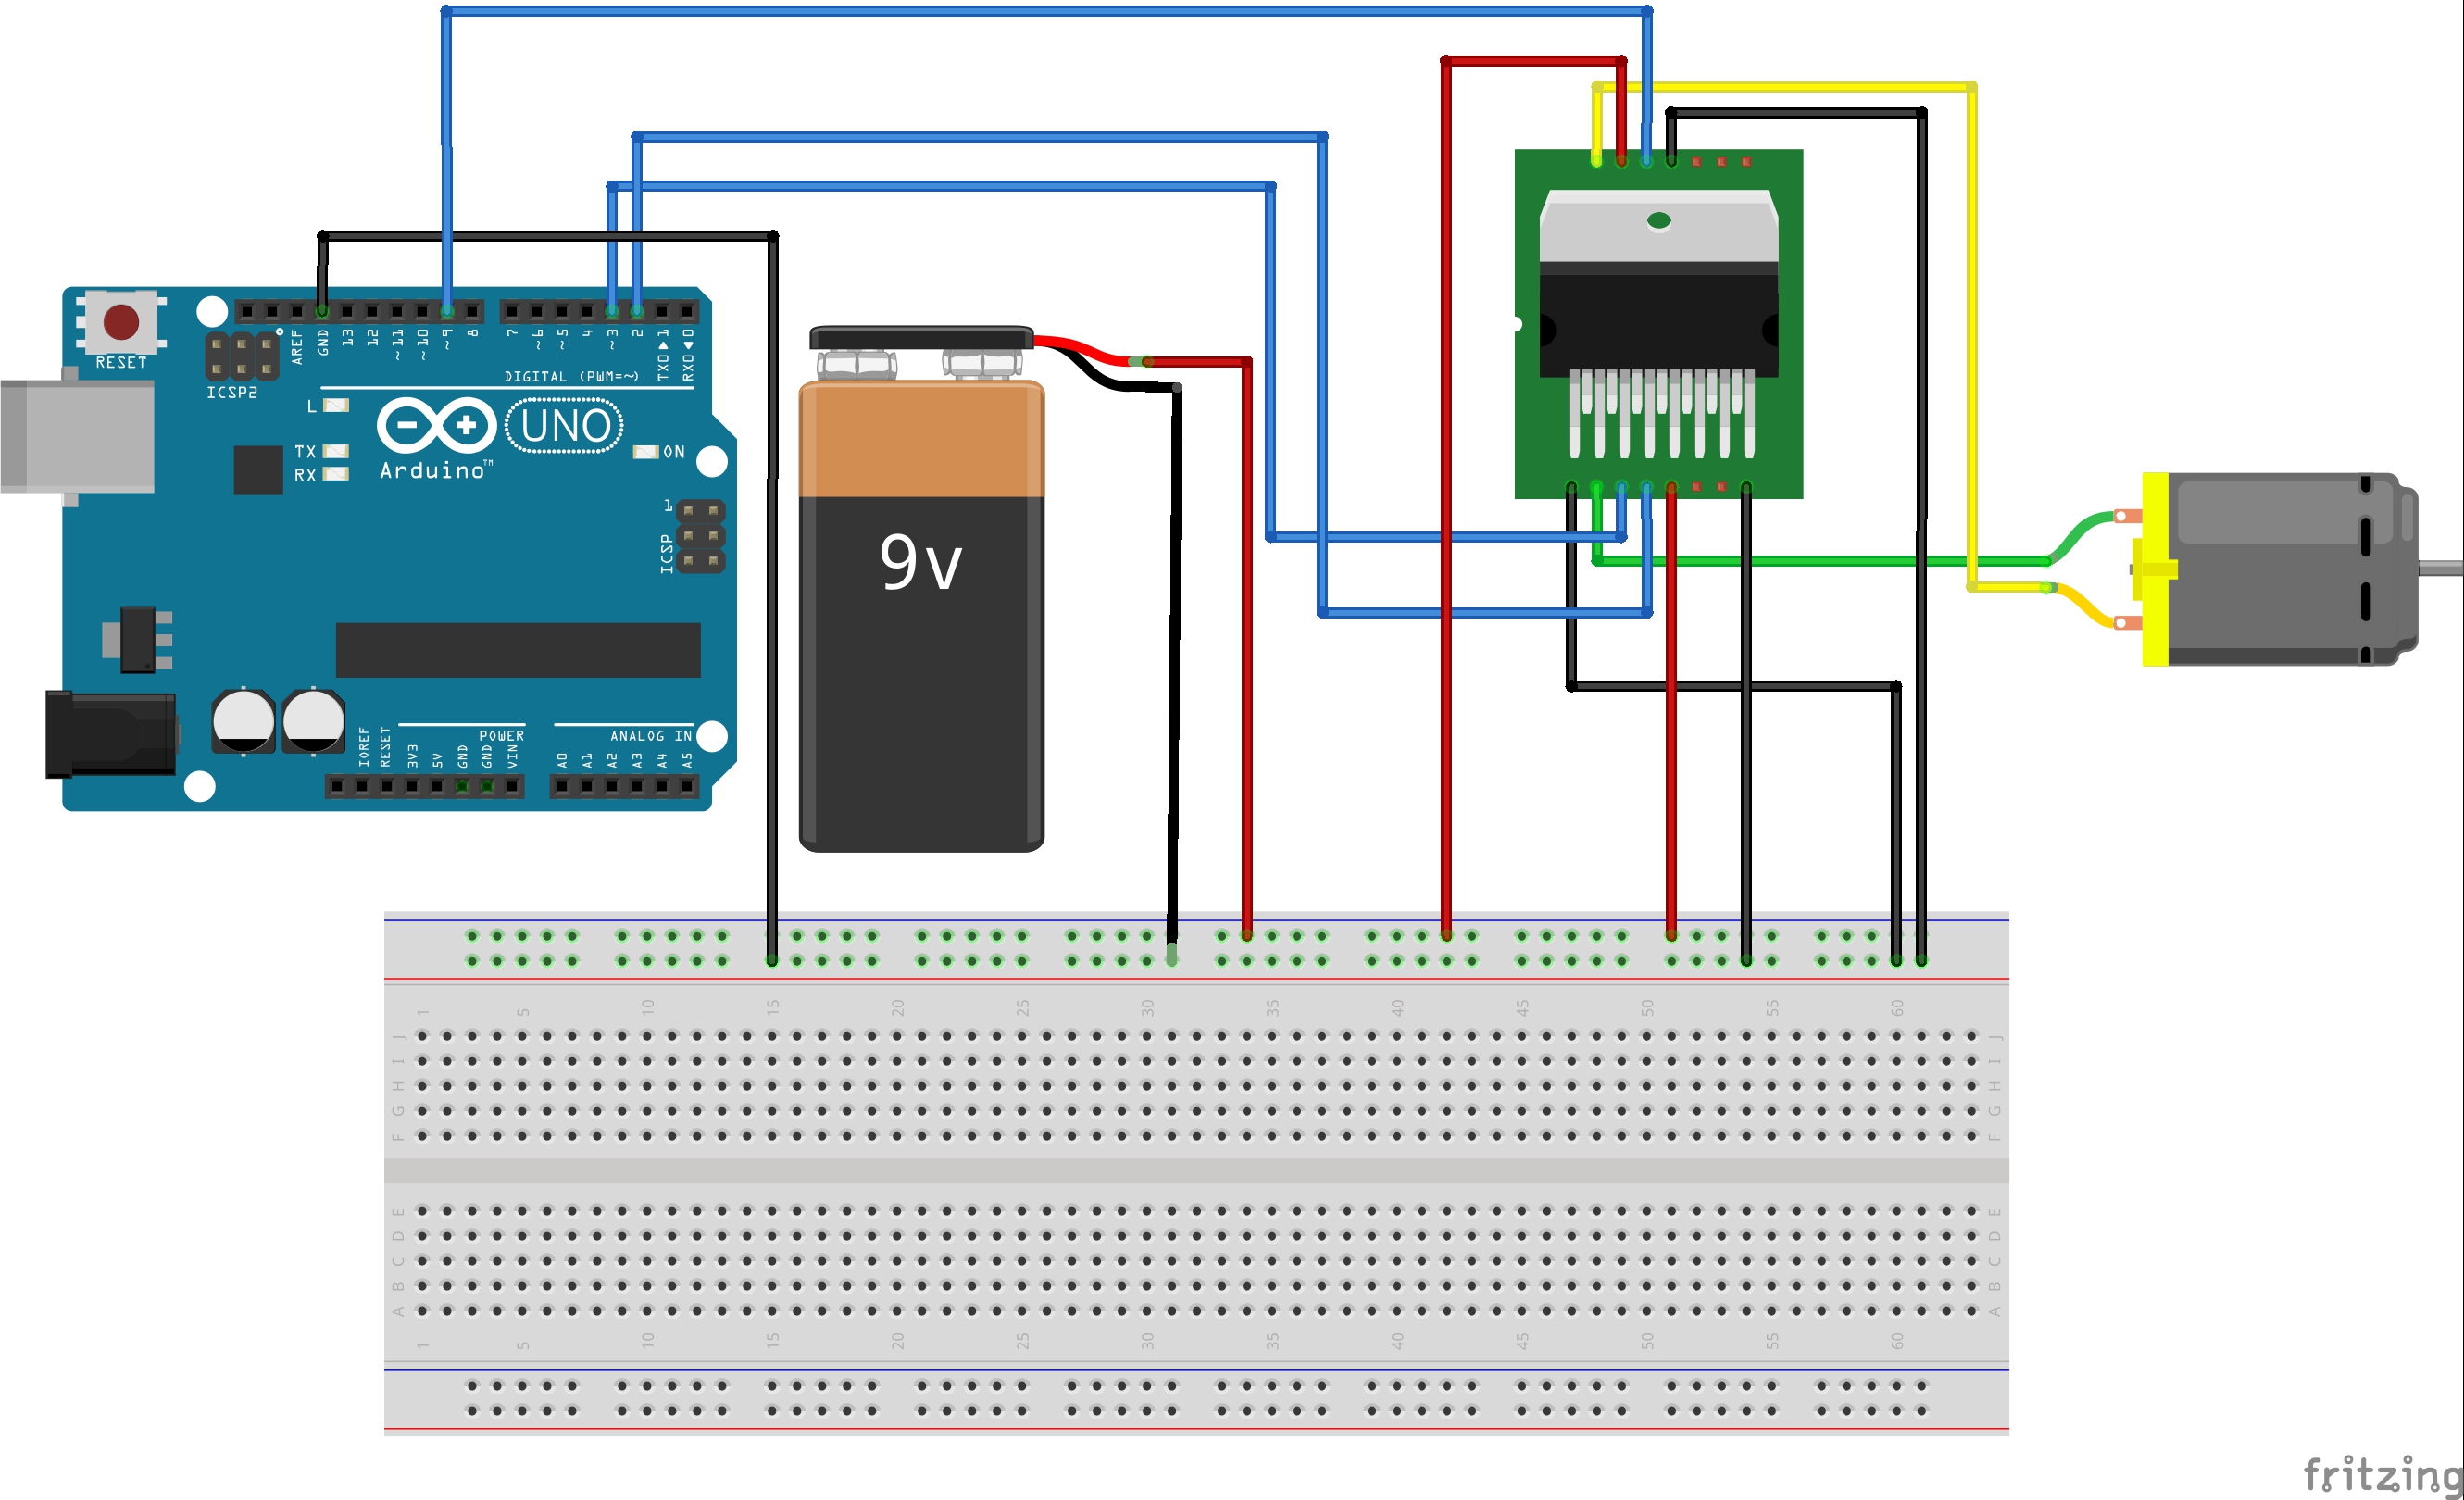 RESET
ICSP2
AREF
GND
13
12
~11
~10
~9
8
7
~6
~5
4
~3
2
TX0 1
RX0 0
DIGITAL (PWM=~)
L
TX
RX
UNO
Arduino™
ON
1
ICSP
9v
POWER
ANALOG IN
IOREF
RESET
3V3
5V
GND
GND
VIN
A0
A1
A2
A3
A4
A5
1 5 10 15 20 25 30 35 40 45 50 55 60
J J
I I
H H
G G
F F
E E
D D
C C
B B
A A
1 5 10 15 20 25 30 35 40 45 50 55 60
fritzing